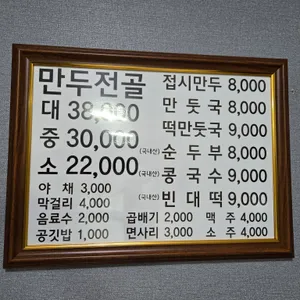 만두전골
대 38,000
중 30,000
소 22,000
야 채 3,000
막걸리 4,000
음료수 2,000
공깃밥 1,000
접시만두 8,000
만 둣 국 8,000
떡만둣국 9,000
(국내산) 순 두 부 8,000
(국내산) 콩 국 수 9,000
(국내산) 빈 대 떡 9,000
곱배기 2,000 맥 주 4,000
면사리 3,000 소 주 4,000